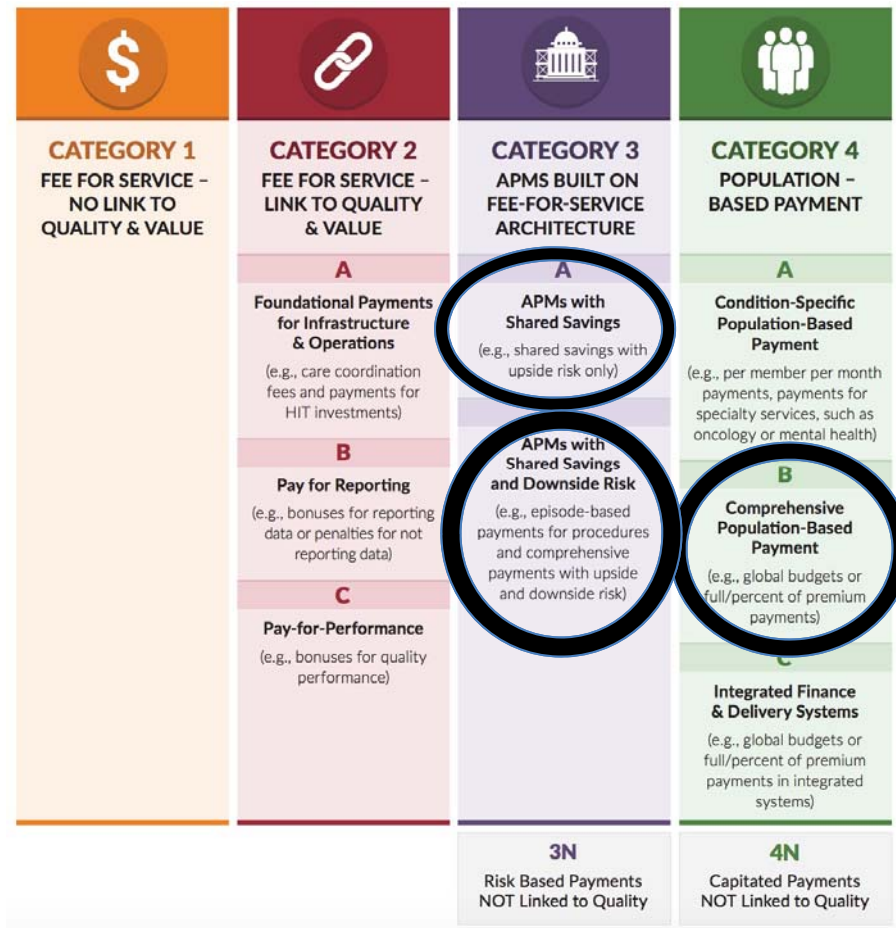 $
CATEGORY 1
FEE FOR SERVICE –
NO LINK TO
QUALITY & VALUE
CATEGORY 2
FEE FOR SERVICE –
LINK TO QUALITY
& VALUE
A
Foundational Payments
for Infrastructure
& Operations
(e.g., care coordination
fees and payments for
HIT investments)
B
Pay for Reporting
(e.g., bonuses for reporting
data or penalties for not
reporting data)
C
Pay-for-Performance
(e.g., bonuses for quality
performance)
CATEGORY 3
APMS BUILT ON
FEE-FOR-SERVICE
ARCHITECTURE
A
APMs with
Shared Savings
(e.g., shared savings with
upside risk only)
APMs with
Shared Savings
and Downside Risk
(e.g., episode-based
payments for procedures
and comprehensive
payments with upside
and downside risk)
3N
Risk Based Payments
NOT Linked to Quality
CATEGORY 4
POPULATION –
BASED PAYMENT
A
Condition-Specific
Population-Based
Payment
(e.g., per member per month
payments, payments for
specialty services, such as
oncology or mental health)
B
Comprehensive
Population-Based
Payment
(e.g., global budgets or
full/percent of premium
payments)
C
Integrated Finance
& Delivery Systems
(e.g., global budgets or
full/percent of premium
payments in integrated
systems)
4N
Capitated Payments
NOT Linked to Quality